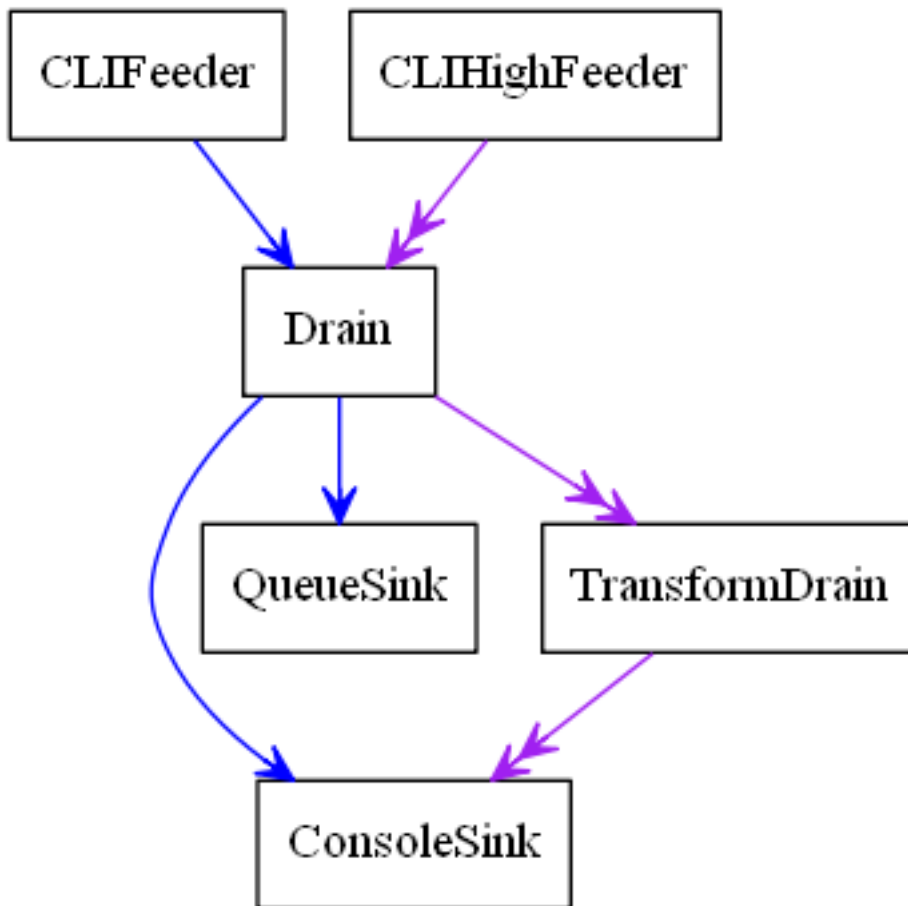 CLIFeeder
CLIHighFeeder
Drain
QueueSink
TransformDrain
ConsoleSink